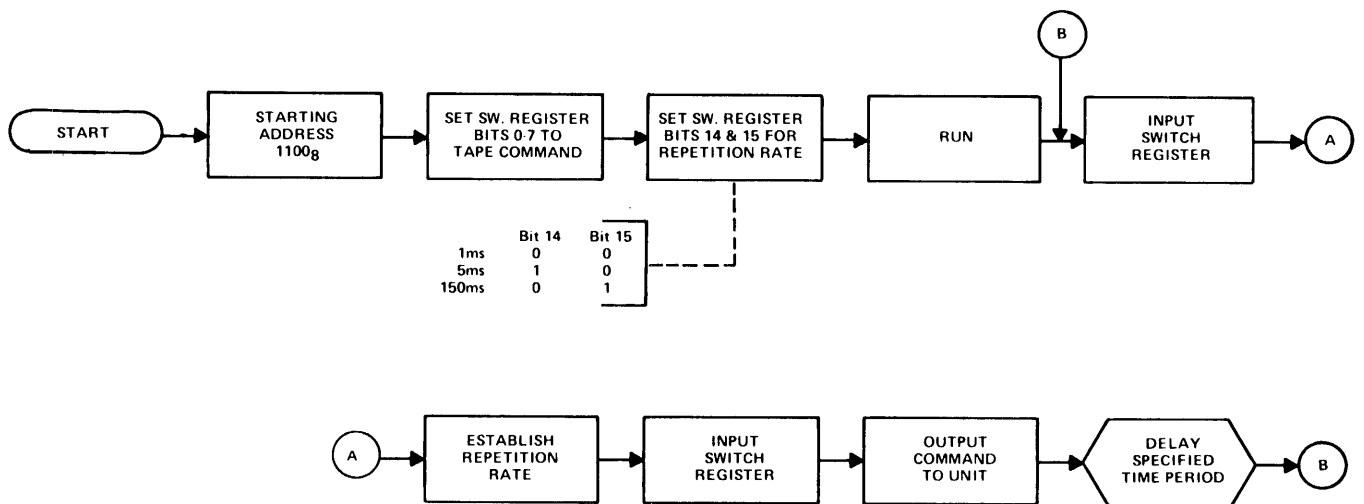 B
START
STARTING
ADDRESS
1100₈
SET SW. REGISTER
BITS 0-7 TO
TAPE COMMAND
SET SW. REGISTER
BITS 14 & 15 FOR
REPETITION RATE
RUN
INPUT
SWITCH
REGISTER
A
Bit 14 Bit 15
1ms 0 0
5ms 1 0
150ms 0 1
A
ESTABLISH
REPETITION
RATE
INPUT
SWITCH
REGISTER
OUTPUT
COMMAND
TO UNIT
DELAY
SPECIFIED
TIME PERIOD
B